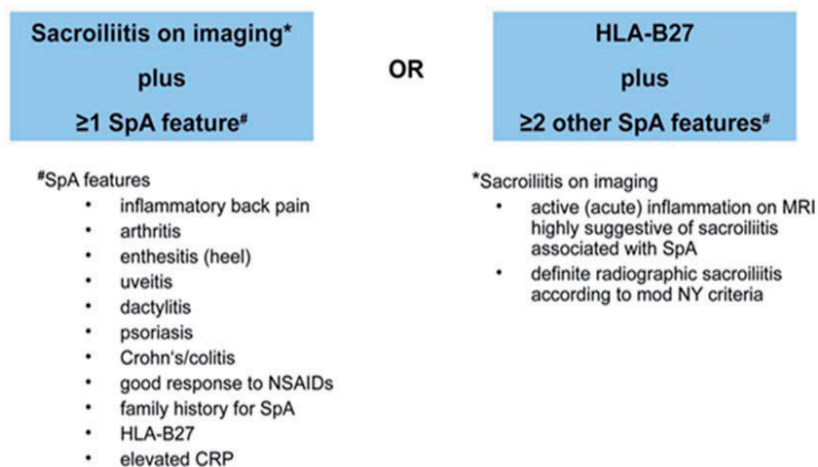 Sacroiliitis on imaging*
plus
≥1 SpA feature#
OR
HLA-B27
plus
≥2 other SpA features#
#SpA features
• inflammatory back pain
• arthritis
• enthesitis (heel)
• uveitis
• dactylitis
• psoriasis
• Crohn's/colitis
• good response to NSAIDs
• family history for SpA
• HLA-B27
• elevated CRP
*Sacroiliitis on imaging
• active (acute) inflammation on MRI
highly suggestive of sacroiliitis
associated with SpA
• definite radiographic sacroiliitis
according to mod NY criteria